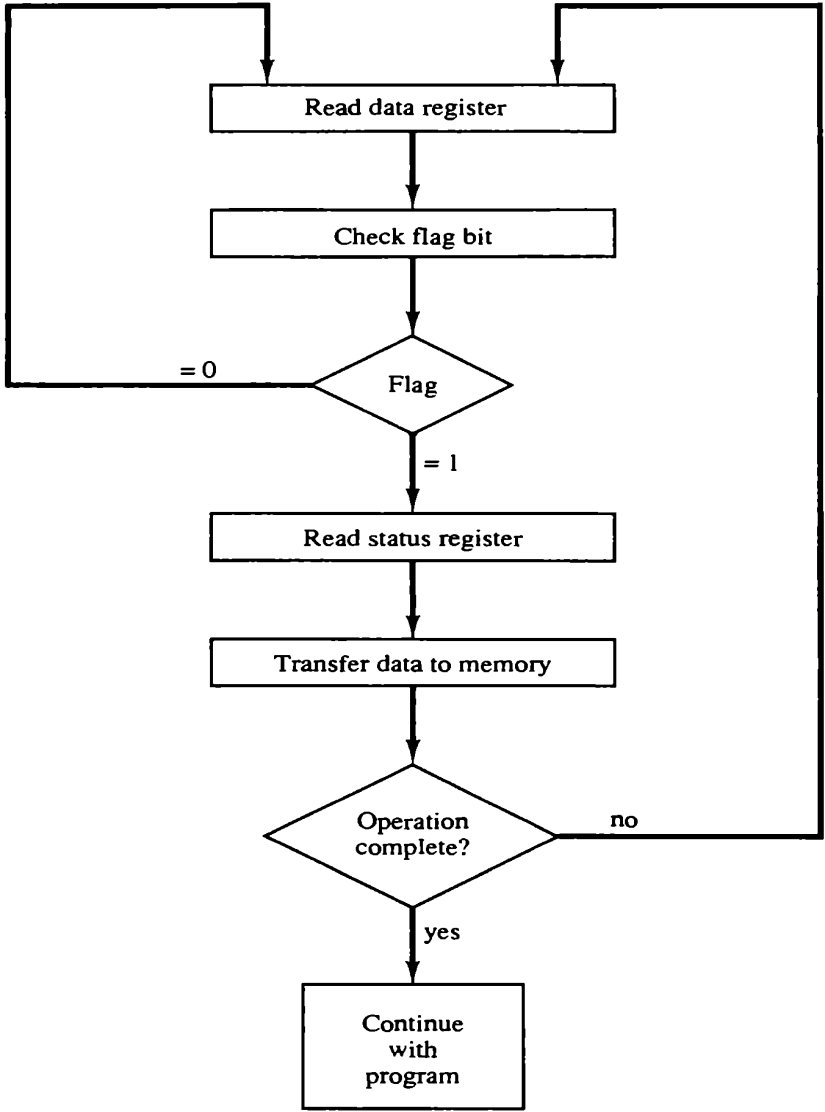 Read data register
Check flag bit
Flag
= 0
= 1
Read status register
Transfer data to memory
Operation
complete?
no
yes
Continue
with
program